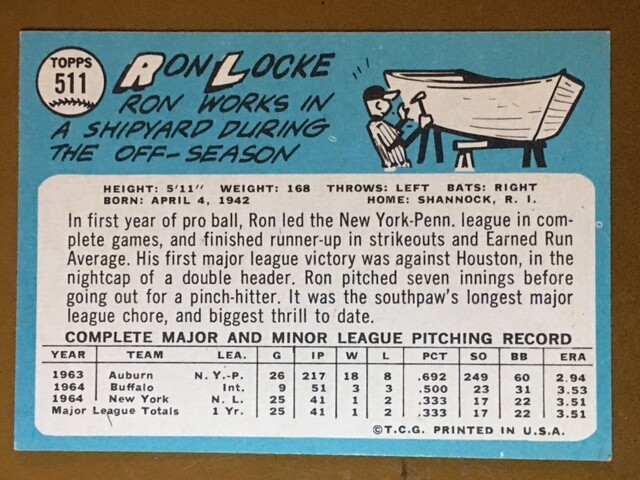 TOPPS
511
RON LOCKE
RON WORKS IN
A SHIPYARD DURING
THE OFF-SEASON
HEIGHT: 5'11" WEIGHT: 168 THROWS: LEFT BATS: RIGHT
BORN: APRIL 4, 1942 HOME: SHANNOCK, R. I.
In first year of pro ball, Ron led the New York-Penn. league in com-
plete games, and finished runner-up in strikeouts and Earned Run
Average. His first major league victory was against Houston, in the
nightcap of a double header. Ron pitched seven innings before
going out for a pinch-hitter. It was the southpaw's longest major
league chore, and biggest thrill to date.
COMPLETE MAJOR AND MINOR LEAGUE PITCHING RECORD
YEAR TEAM LEA. G IP W L PCT SO BB ERA
1963 Auburn N. Y.-P. 26 217 18 8 .692 249 60 2.94
1964 Buffalo Int. 9 51 3 3 .500 23 31 3.53
1964 New York N. L. 25 41 1 2 .333 17 22 3.51
Major League Totals 1 Yr. 25 41 1 2 .333 17 22 3.51
©T.C.G. PRINTED IN U.S.A.